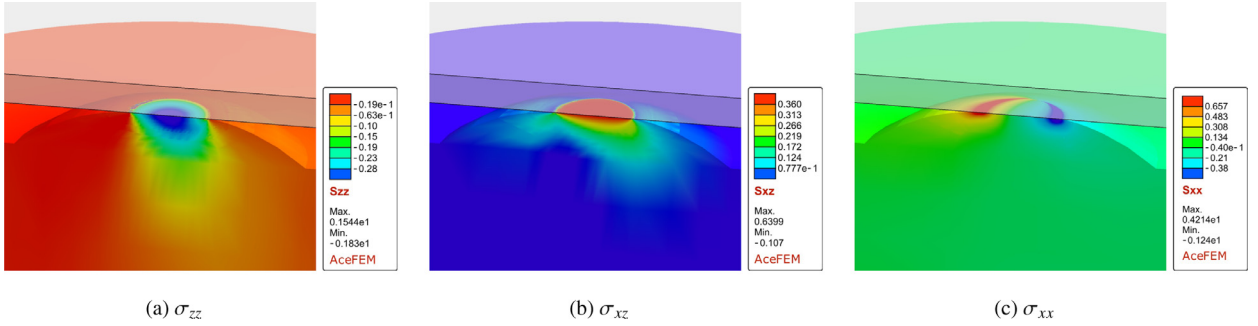 -0.19e-1
-0.63e-1
-0.10
-0.15
-0.19
-0.23
-0.28
Szz
Max.
0.1544e1
Min.
-0.183e1
AceFEM
0.360
0.313
0.266
0.219
0.172
0.124
0.777e-1
Sxz
Max.
0.6399
Min.
-0.107
AceFEM
0.657
0.483
0.308
0.134
-0.40e-1
-0.21
-0.38
Sxx
Max.
0.4214e1
Min.
-0.124e1
AceFEM
(a) σzz
(b) σxz
(c) σxx